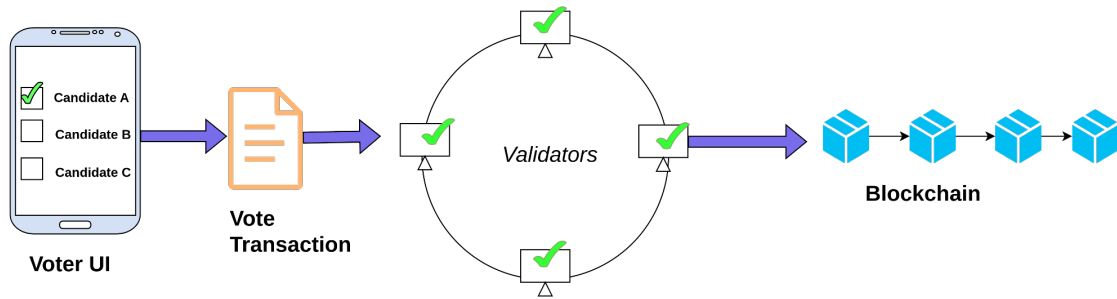 Candidate A
Candidate B
Candidate C
Voter UI
Vote
Transaction
Validators
Blockchain